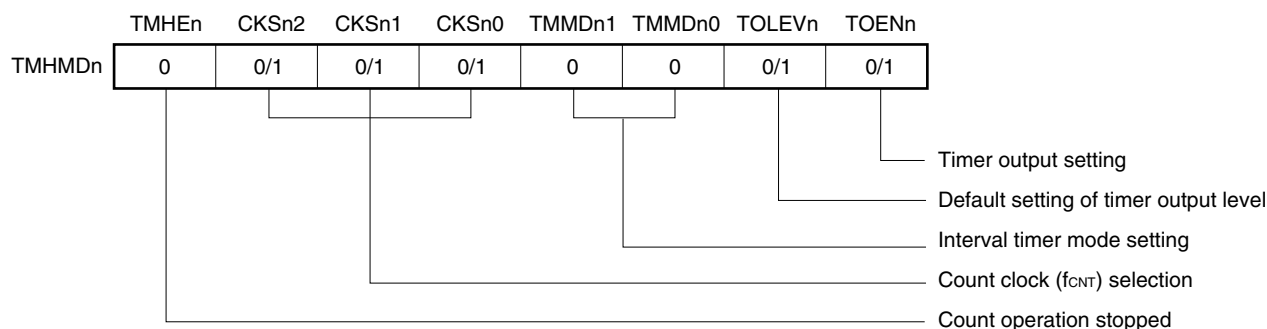 TMHEn CKSn2 CKSn1 CKSn0 TMMDn1 TMMDn0 TOLEVn TOENn
TMHMDn 0 0/1 0/1 0/1 0 0 0/1 0/1
Timer output setting
Default setting of timer output level
Interval timer mode setting
Count clock (fCNT) selection
Count operation stopped